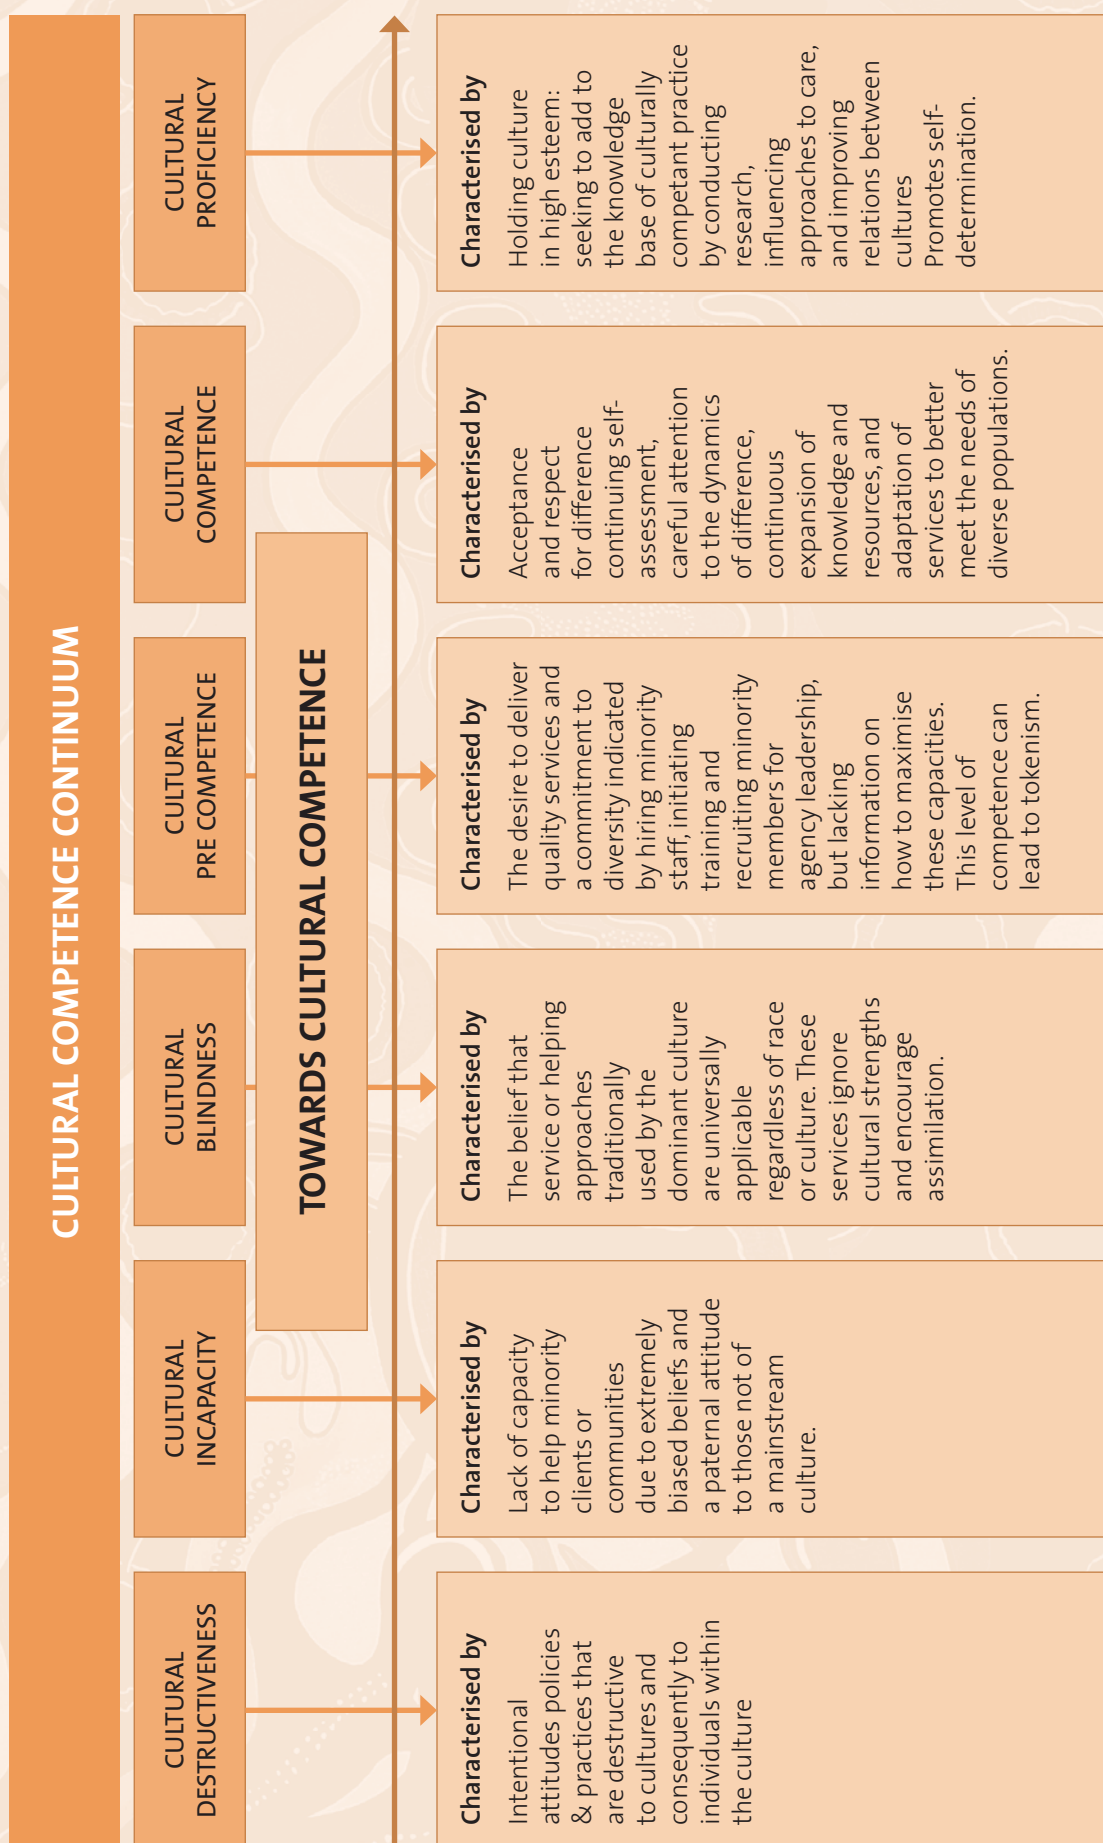 CULTURAL COMPETENCE CONTINUUM
CULTURAL
DESTRUCTIVENESS
CULTURAL
INCAPACITY
CULTURAL
BLINDNESS
CULTURAL
PRE COMPETENCE
CULTURAL
COMPETENCE
CULTURAL
PROFICIENCY
TOWARDS CULTURAL COMPETENCE
Characterised by
Intentional
attitudes policies
& practices that
are destructive
to cultures and
consequently to
individuals within
the culture
Characterised by
Lack of capacity
to help minority
clients or
communities
due to extremely
biased beliefs and
a paternal attitude
to those not of
a mainstream
culture.
Characterised by
The belief that
service or helping
approaches
traditionally
used by the
dominant culture
are universally
applicable
regardless of race
or culture. These
services ignore
cultural strengths
and encourage
assimilation.
Characterised by
The desire to deliver
quality services and
a commitment to
diversity indicated
by hiring minority
staff, initiating
training and
recruiting minority
members for
agency leadership,
but lacking
information on
how to maximise
these capacities.
This level of
competence can
lead to tokenism.
Characterised by
Acceptance
and respect
for difference
continuing self-
assessment,
careful attention
to the dynamics
of difference,
continuous
expansion of
knowledge and
resources, and
adaptation of
services to better
meet the needs of
diverse populations.
Characterised by
Holding culture
in high esteem:
seeking to add to
the knowledge
base of culturally
competant practice
by conducting
research,
influencing
approaches to care,
and improving
relations between
cultures
Promotes self-
determination.